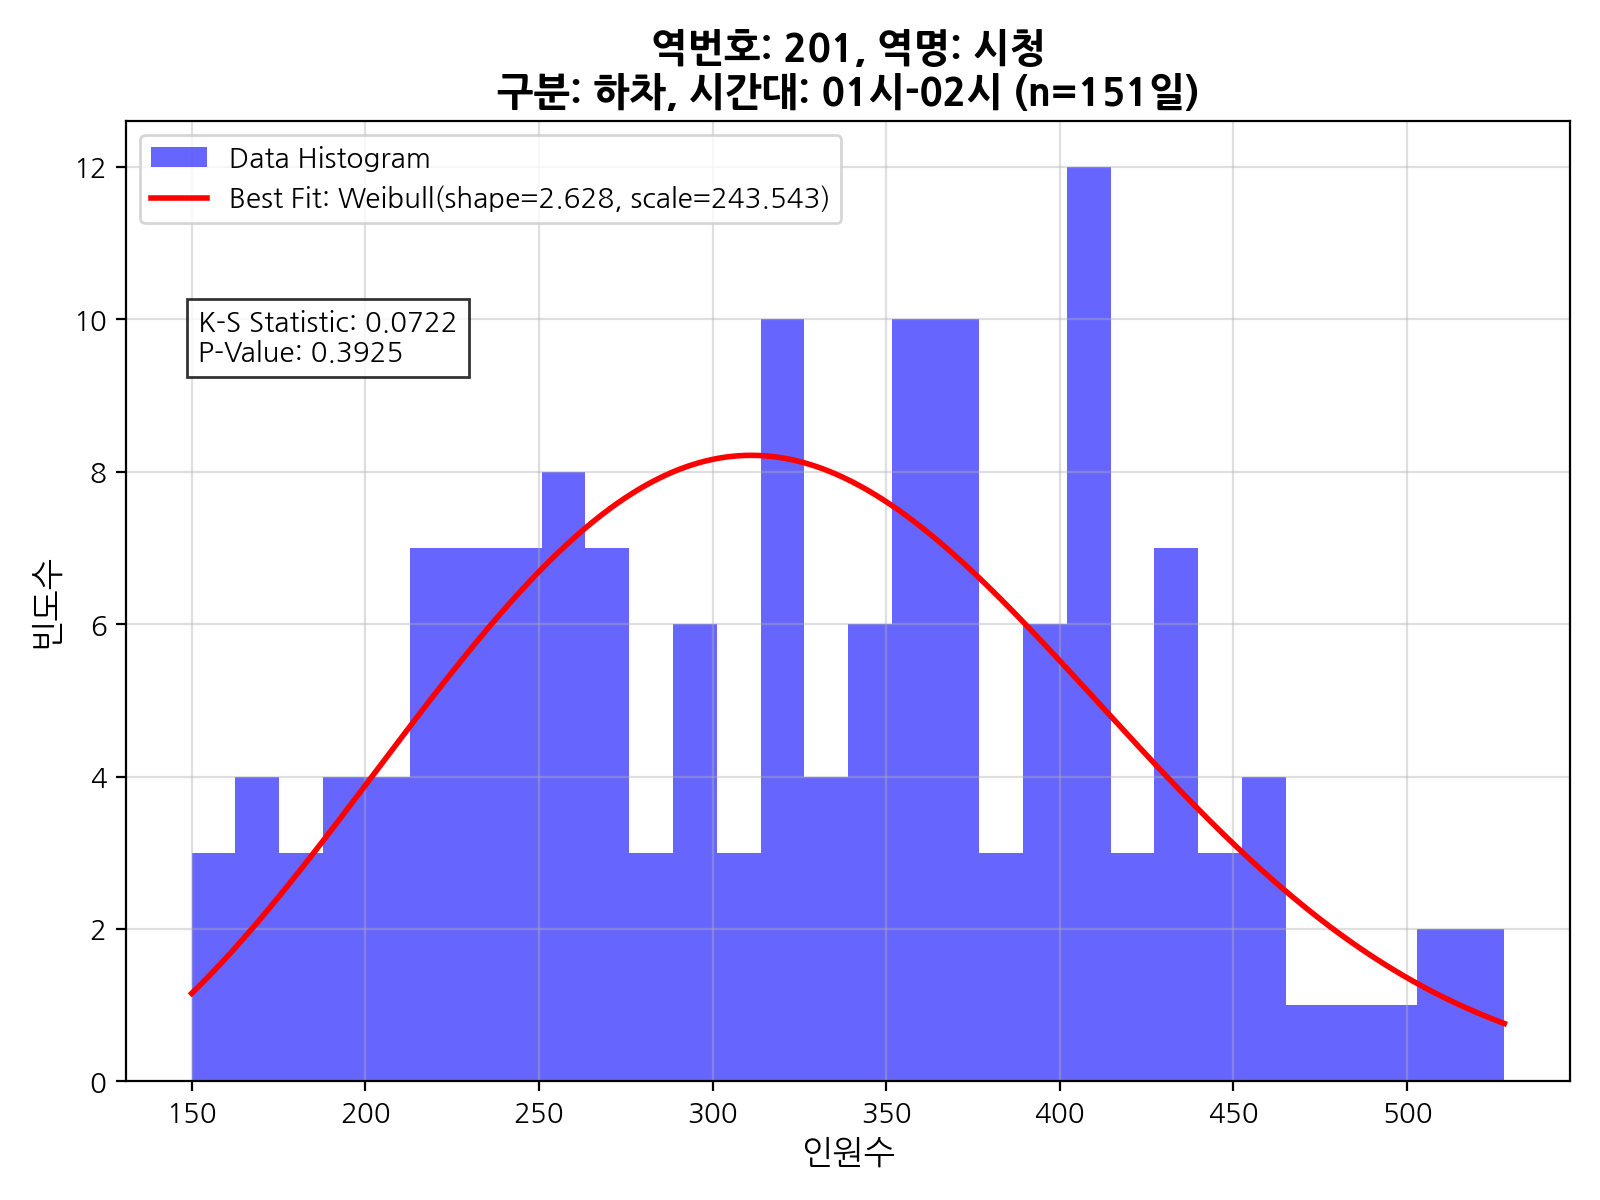 역번호: 201, 역명: 시청
구분: 하차, 시간대: 01시-02시 (n=151일)
Data Histogram
Best Fit: Weibull(shape=2.628, scale=243.543)
K-S Statistic: 0.0722
P-Value: 0.3925
빈도수
12
10
8
6
4
2
0
150 200 250 300 350 400 450 500
인원수